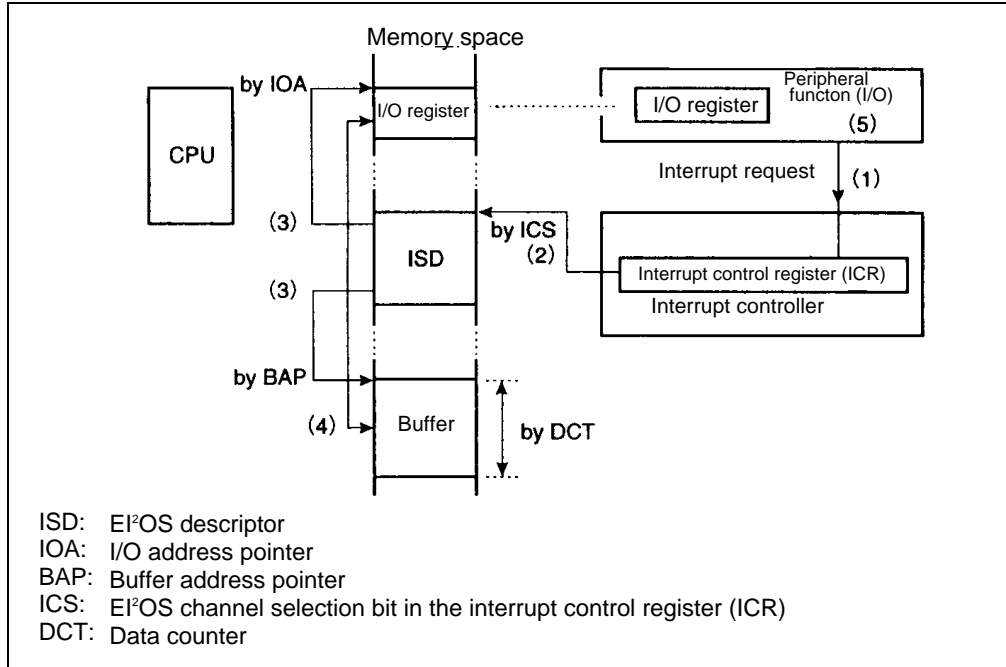 Memory space
by IOA
I/O register
CPU
Peripheral
functon (I/O)
I/O register
(5)
Interrupt request
(1)
(3)
by ICS
(2)
ISD
Interrupt control register (ICR)
Interrupt controller
(3)
by BAP
(4)
Buffer
by DCT
ISD: EI²OS descriptor
IOA: I/O address pointer
BAP: Buffer address pointer
ICS: EI²OS channel selection bit in the interrupt control register (ICR)
DCT: Data counter